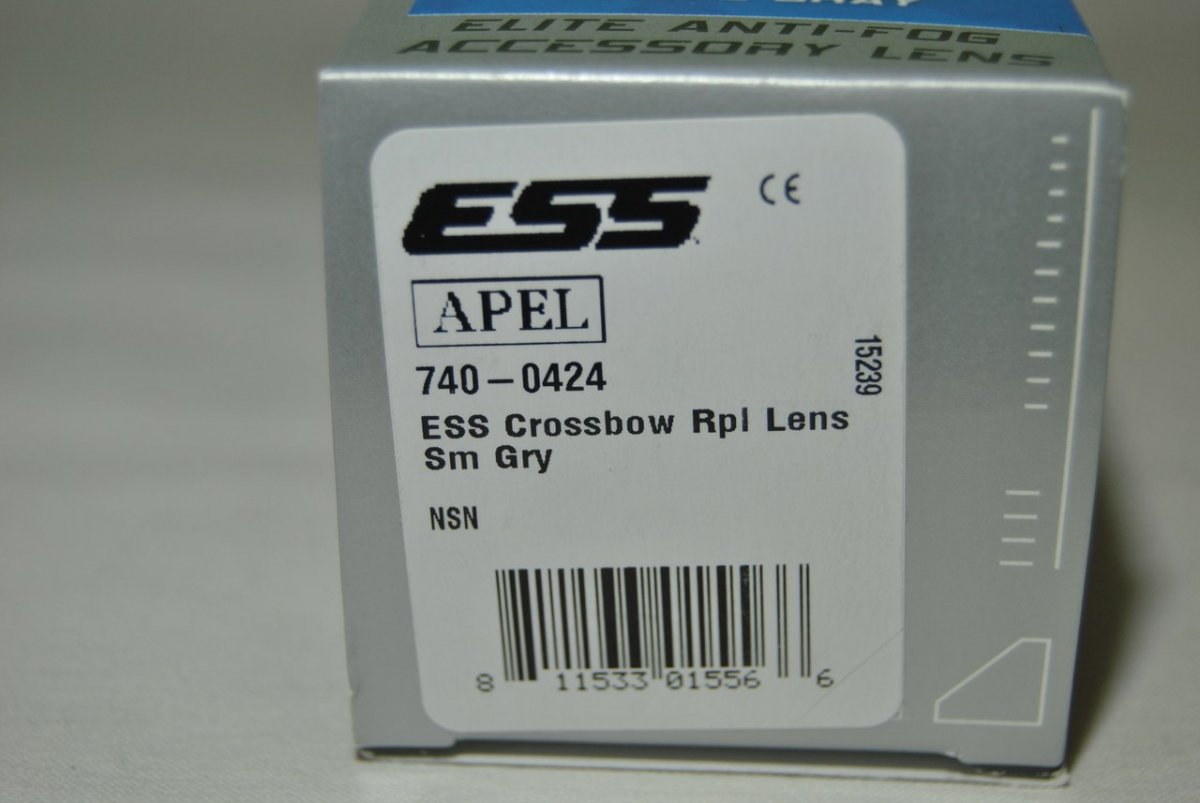 GRAY
ELITE ANTI-FOG
ACCESSORY LENS
ESS
CE
APEL
740-0424
15239
ESS Crossbow Rpl Lens
Sm Gry
NSN
8 11533 01556 6